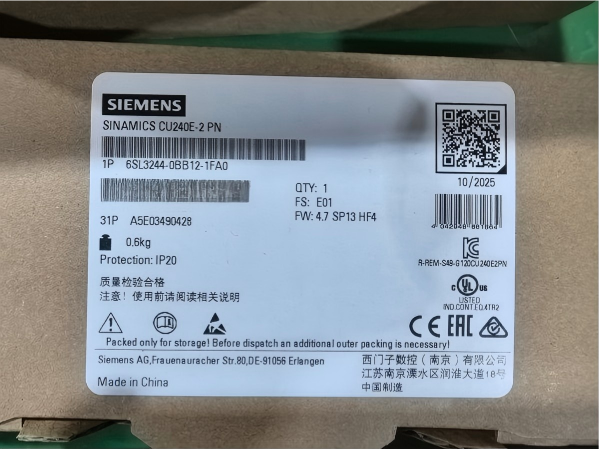 SIEMENS
SINAMICS CU240E-2 PN
1P 6SL3244-0BB12-1FA0
10/2025
QTY: 1
FS: E01
FW: 4.7 SP13 HF4
31P A5E03490428
0,6kg
Protection: IP20
R-REM-S49-G120CU240E2PN
质量检验合格
注意！使用前请阅读相关说明
UL
LISTED
IND.CONT.EQ.4TR2
CE EAC
Packed only for storage! Before dispatch an additional outer packing is necessary!
Siemens AG,Frauenauracher Str.80,DE-91056 Erlangen
西门子数控（南京）有限公司
江苏南京溧水区润淮大道18号
中国制造
Made in China